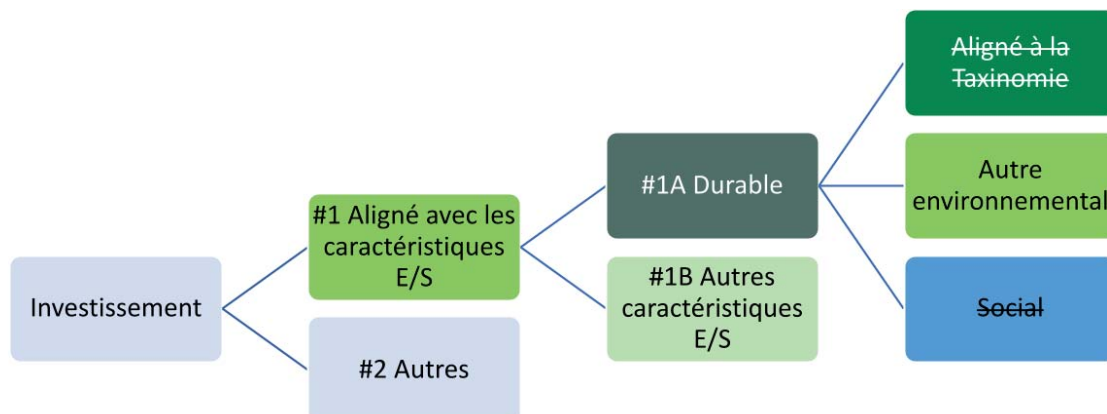 Investissement
#1 Aligné avec les
caractéristiques
E/S
#2 Autres
#1A Durable
#1B Autres
caractéristiques
E/S
Aligné à la
Taxinomie
Autre
environnemental
Social